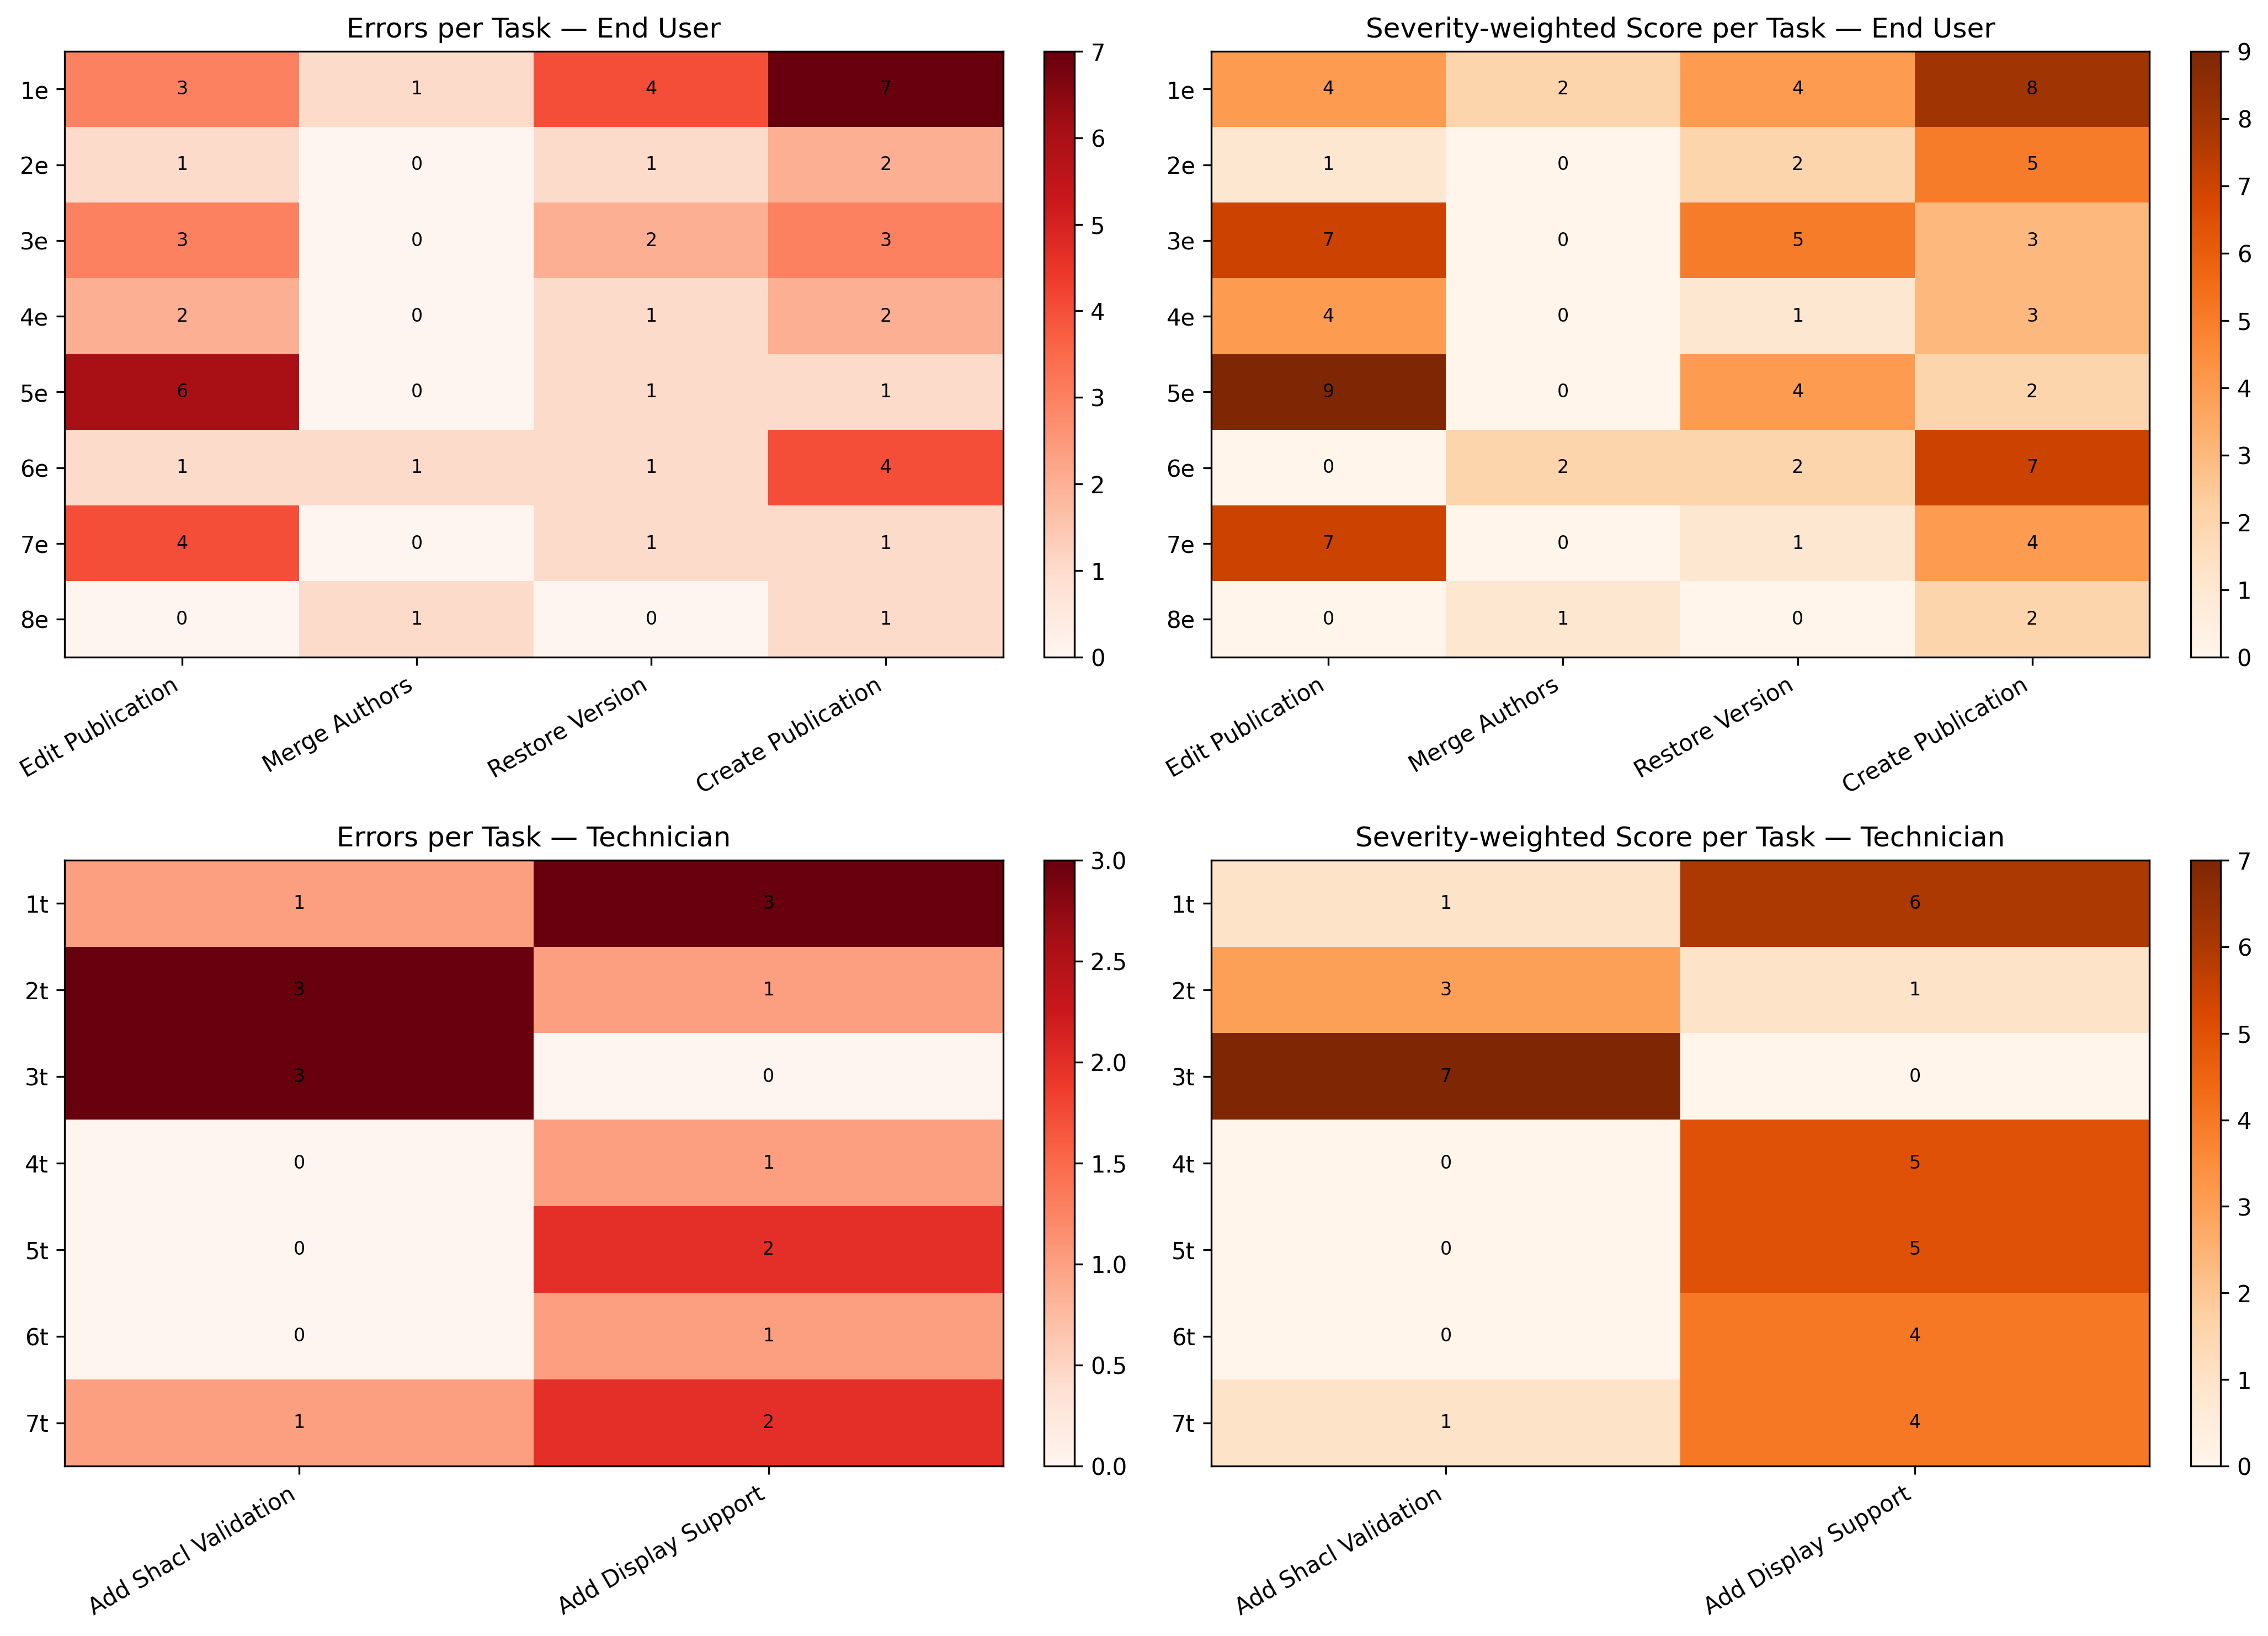 Errors per Task — End User
1e 3 1 4 7
2e 1 0 1 2
3e 3 0 2 3
4e 2 0 1 2
5e 6 0 1 1
6e 1 1 1 4
7e 4 0 1 1
8e 0 1 0 1
Edit Publication
Merge Authors
Restore Version
Create Publication
7
6
5
4
3
2
1
0
Severity-weighted Score per Task — End User
1e 4 2 4 8
2e 1 0 2 5
3e 7 0 5 3
4e 4 0 1 3
5e 9 0 4 2
6e 0 2 2 7
7e 7 0 1 4
8e 0 1 0 2
Edit Publication
Merge Authors
Restore Version
Create Publication
9
8
7
6
5
4
3
2
1
0
Errors per Task — Technician
1t 1 3
2t 3 1
3t 3 0
4t 0 1
5t 0 2
6t 0 1
7t 1 2
Add Shacl Validation
Add Display Support
3.0
2.5
2.0
1.5
1.0
0.5
0.0
Severity-weighted Score per Task — Technician
1t 1 6
2t 3 1
3t 7 0
4t 0 5
5t 0 5
6t 0 4
7t 1 4
Add Shacl Validation
Add Display Support
7
6
5
4
3
2
1
0